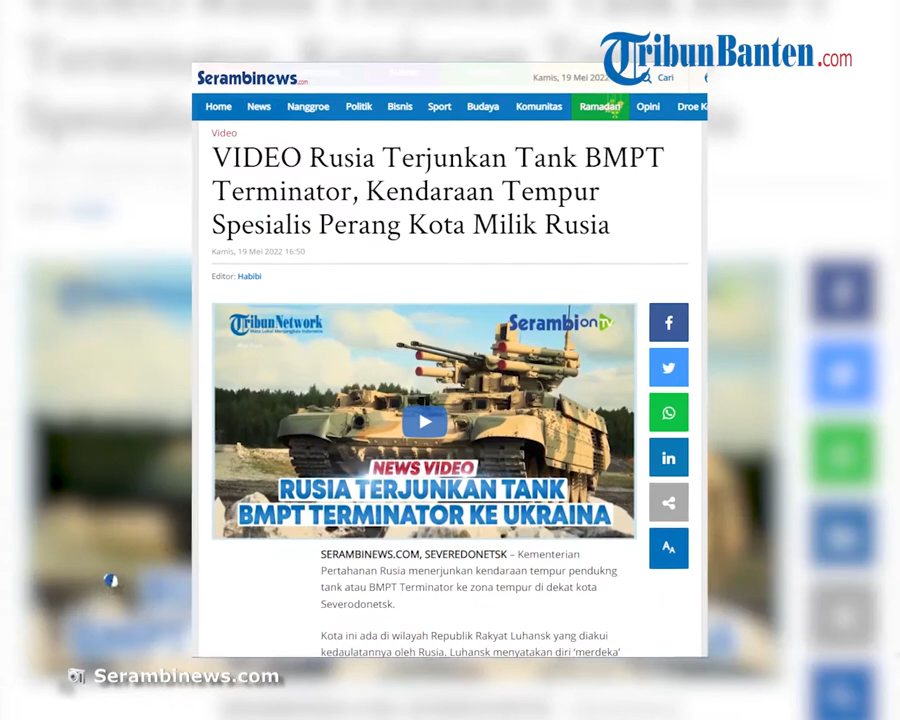 TribunBanten.com
Serambinews.com
Kamis, 19 Mei 2022
Cari
Home News Nanggroe Politik Bisnis Sport Budaya Komunitas Ramadan Opini Droe K
Video
VIDEO Rusia Terjunkan Tank BMPT
Terminator, Kendaraan Tempur
Spesialis Perang Kota Milik Rusia
Kamis, 19 Mei 2022 16:50
Editor: Habibi
TribunNetwork
SerambionTV
NEWS VIDEO
RUSIA TERJUNKAN TANK
BMPT TERMINATOR KE UKRAINA
SERAMBINEWS.COM, SEVEREDONETSK – Kementerian
Pertahanan Rusia menerjunkan kendaraan tempur pendukng
tank atau BMPT Terminator ke zona tempur di dekat kota
Severodonetsk.
Kota ini ada di wilayah Republik Rakyat Luhansk yang diakui
kedaulatannya oleh Rusia. Luhansk menyatakan diri ‘merdeka’
Serambinews.com